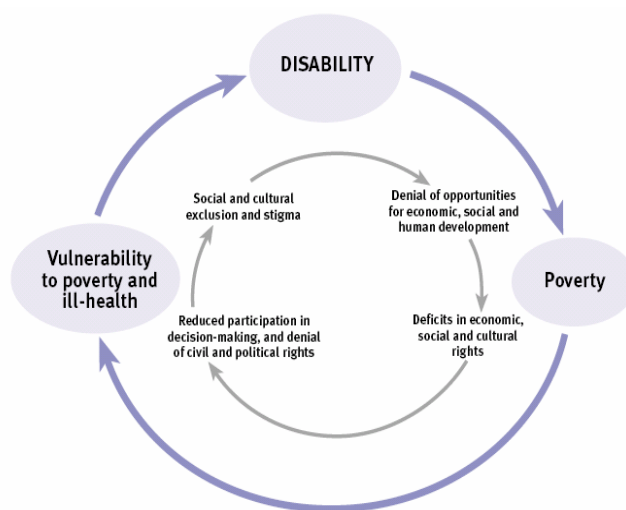 DISABILITY
Social and cultural
exclusion and stigma
Denial of opportunities
for economic, social and
human development
Vulnerability
to poverty and
ill-health
Poverty
Reduced participation in
decision-making, and denial
of civil and political rights
Deficits in economic,
social and cultural
rights